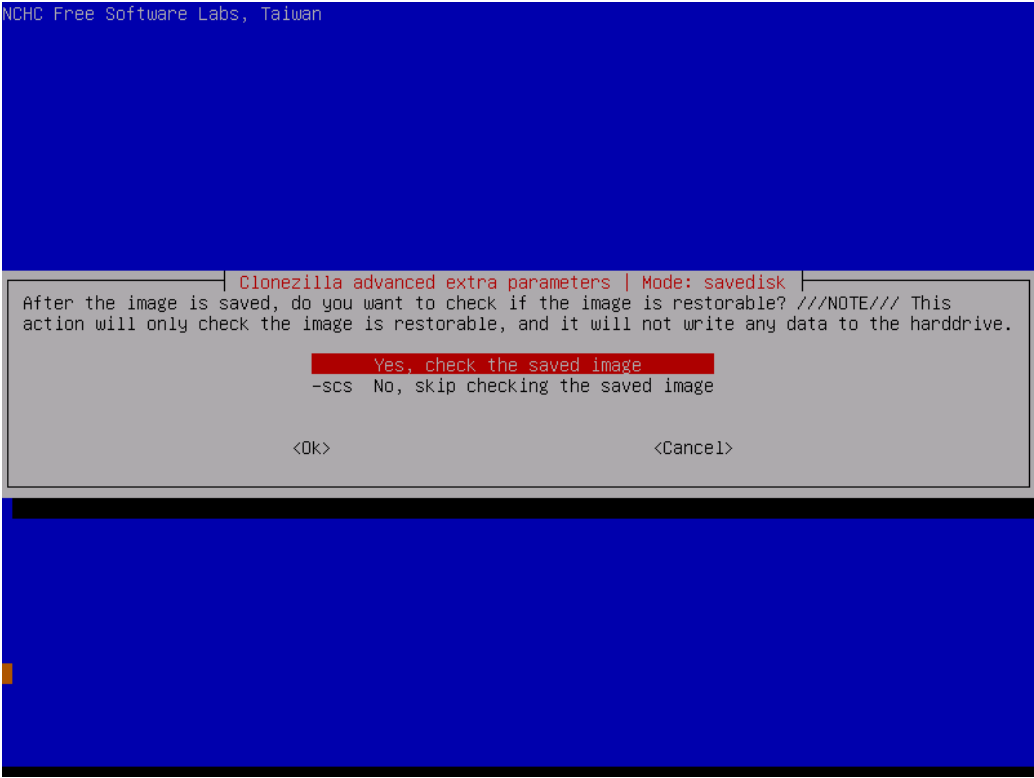 NCHC Free Software Labs, Taiwan
Clonezilla advanced extra parameters | Mode: savedisk
After the image is saved, do you want to check if the image is restorable? ///NOTE/// This
action will only check the image is restorable, and it will not write any data to the harddrive.
Yes, check the saved image
-scs  No, skip checking the saved image
<Ok> <Cancel>